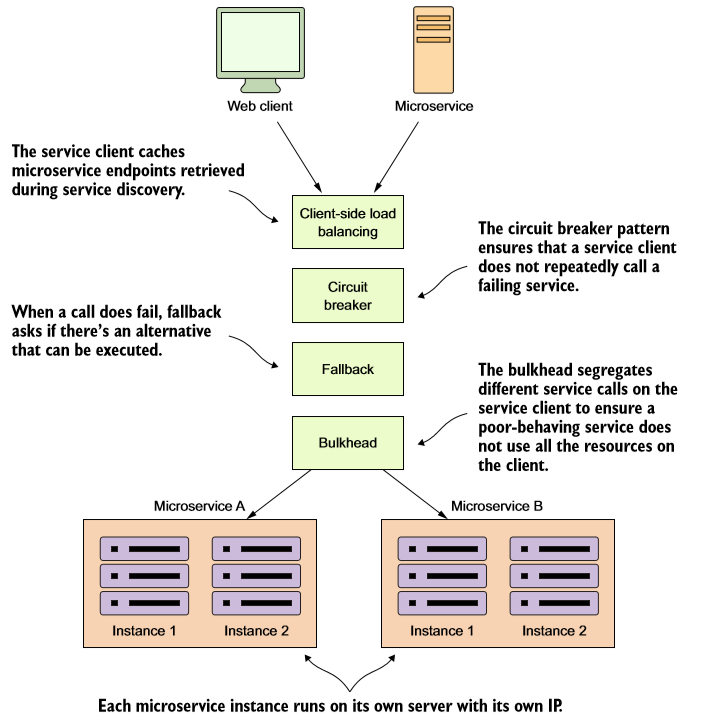 Web client
Microservice
The service client caches
microservice endpoints retrieved
during service discovery.
Client-side load
balancing
The circuit breaker pattern
ensures that a service client
does not repeatedly call a
failing service.
Circuit
breaker
When a call does fail, fallback
asks if there's an alternative
that can be executed.
Fallback
The bulkhead segregates
different service calls on the
service client to ensure a
poor-behaving service does
not use all the resources on
the client.
Bulkhead
Microservice A
Microservice B
Instance 1
Instance 2
Instance 1
Instance 2
Each microservice instance runs on its own server with its own IP.